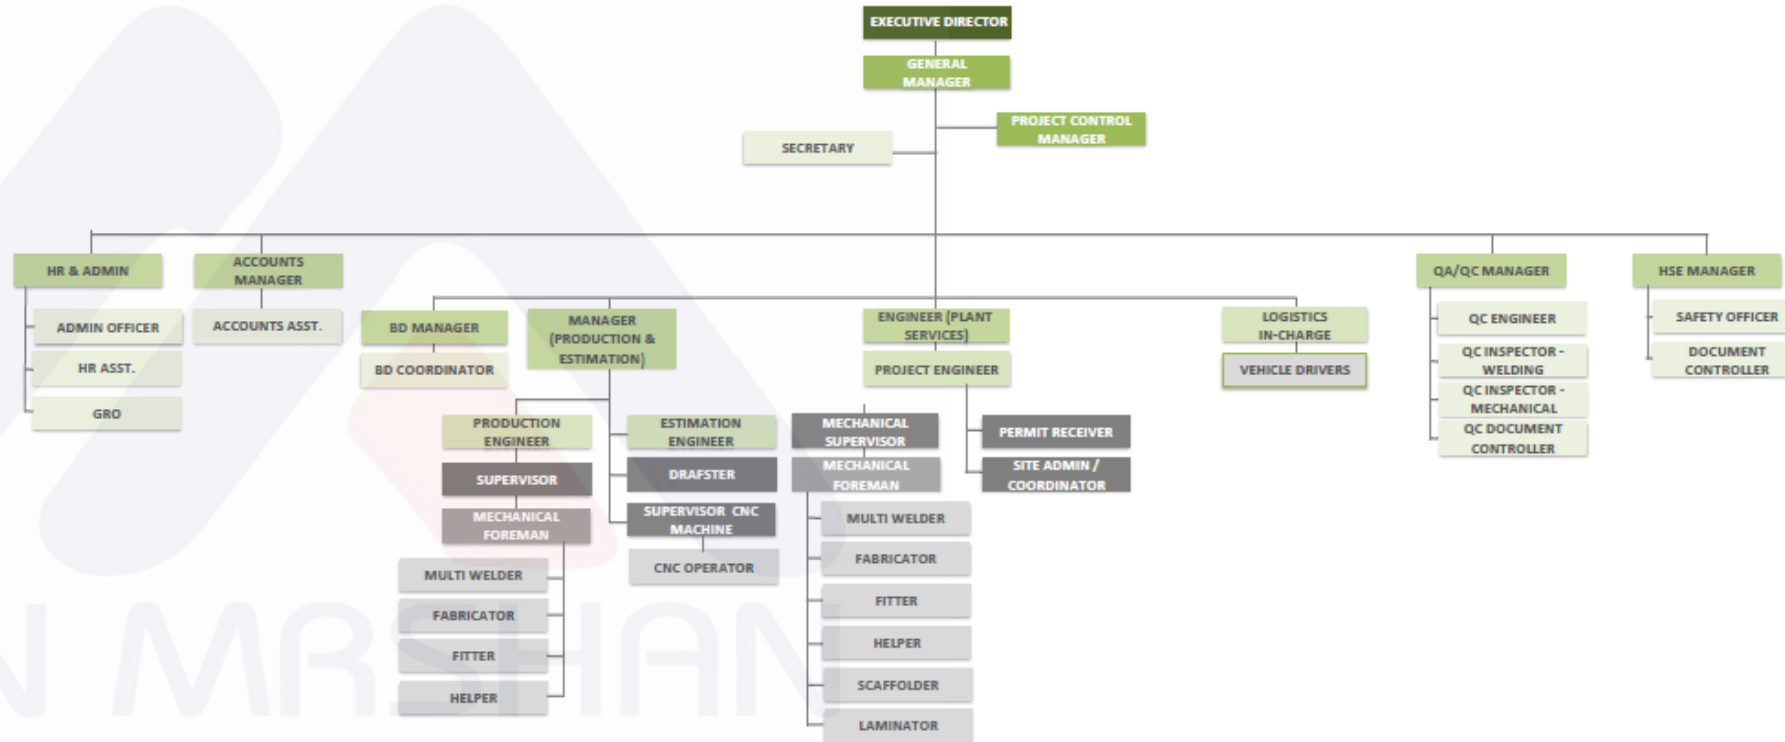 EXECUTIVE DIRECTOR
GENERAL
MANAGER
PROJECT CONTROL
MANAGER
SECRETARY
HR & ADMIN
ADMIN OFFICER
HR ASST.
GRO
ACCOUNTS
MANAGER
ACCOUNTS ASST.
BD MANAGER
BD COORDINATOR
MANAGER
(PRODUCTION &
ESTIMATION)
PRODUCTION
ENGINEER
SUPERVISOR
MECHANICAL
FOREMAN
MULTI WELDER
FABRICATOR
FITTER
HELPER
ESTIMATION
ENGINEER
DRAFSTER
SUPERVISOR CNC
MACHINE
CNC OPERATOR
ENGINEER (PLANT
SERVICES)
PROJECT ENGINEER
MECHANICAL
SUPERVISOR
MECHANICAL
FOREMAN
MULTI WELDER
FABRICATOR
FITTER
HELPER
SCAFFOLDER
LAMINATOR
PERMIT RECEIVER
SITE ADMIN /
COORDINATOR
LOGISTICS
IN-CHARGE
VEHICLE DRIVERS
QA/QC MANAGER
QC ENGINEER
QC INSPECTOR -
WELDING
QC INSPECTOR -
MECHANICAL
QC DOCUMENT
CONTROLLER
HSE MANAGER
SAFETY OFFICER
DOCUMENT
CONTROLLER
N MRSHAN